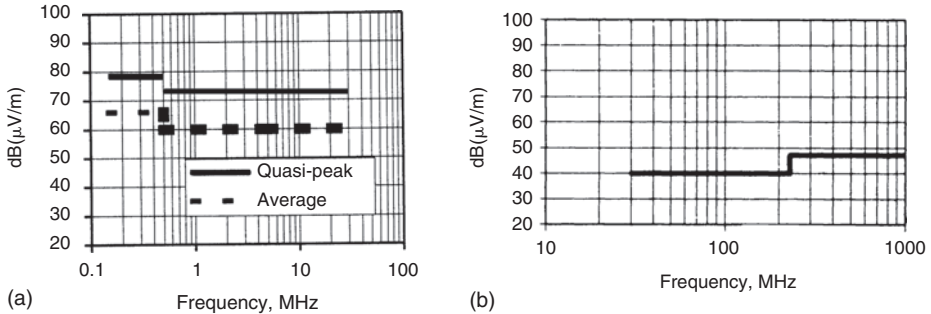 100
90
80
70
60
50
40
30
20
dB(µV/m)
Quasi-peak
Average
0.1 1 10 100
Frequency, MHz
(a)
100
90
80
70
60
50
40
30
20
dB(µV/m)
10 100 1000
Frequency, MHz
(b)